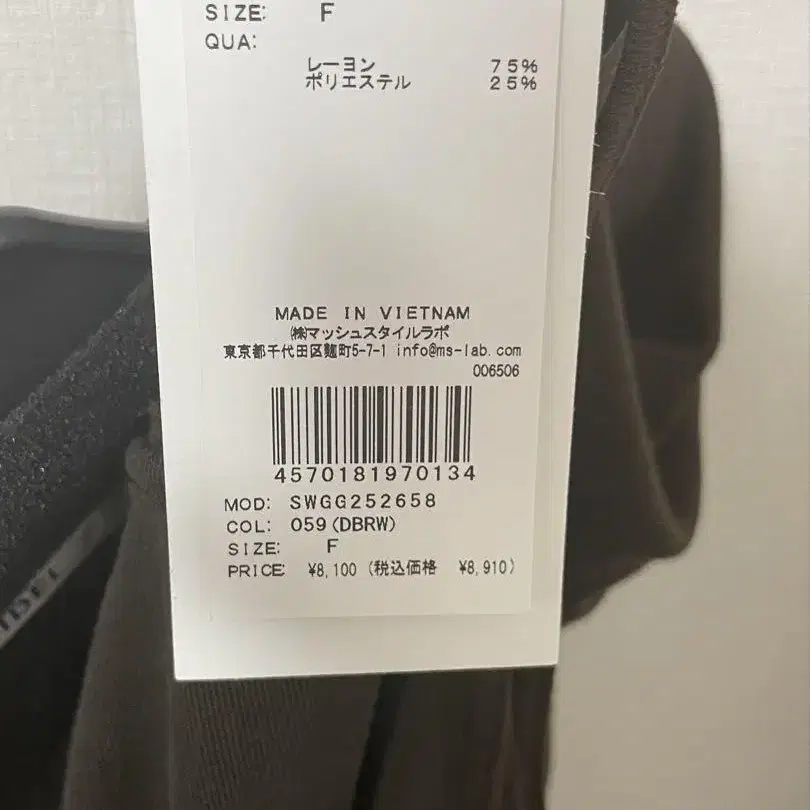 SIZE: F
QUA:
レーヨン 75%
ポリエステル 25%
MADE IN VIETNAM
㈱マッシュスタイルラボ
東京都千代田区麹町5-7-1 info@ms-lab.com
006506
4570181970134
MOD: SWGG252658
COL: 059(DBRW)
SIZE: F
PRICE: ¥8,100 (税込価格 ¥8,910)